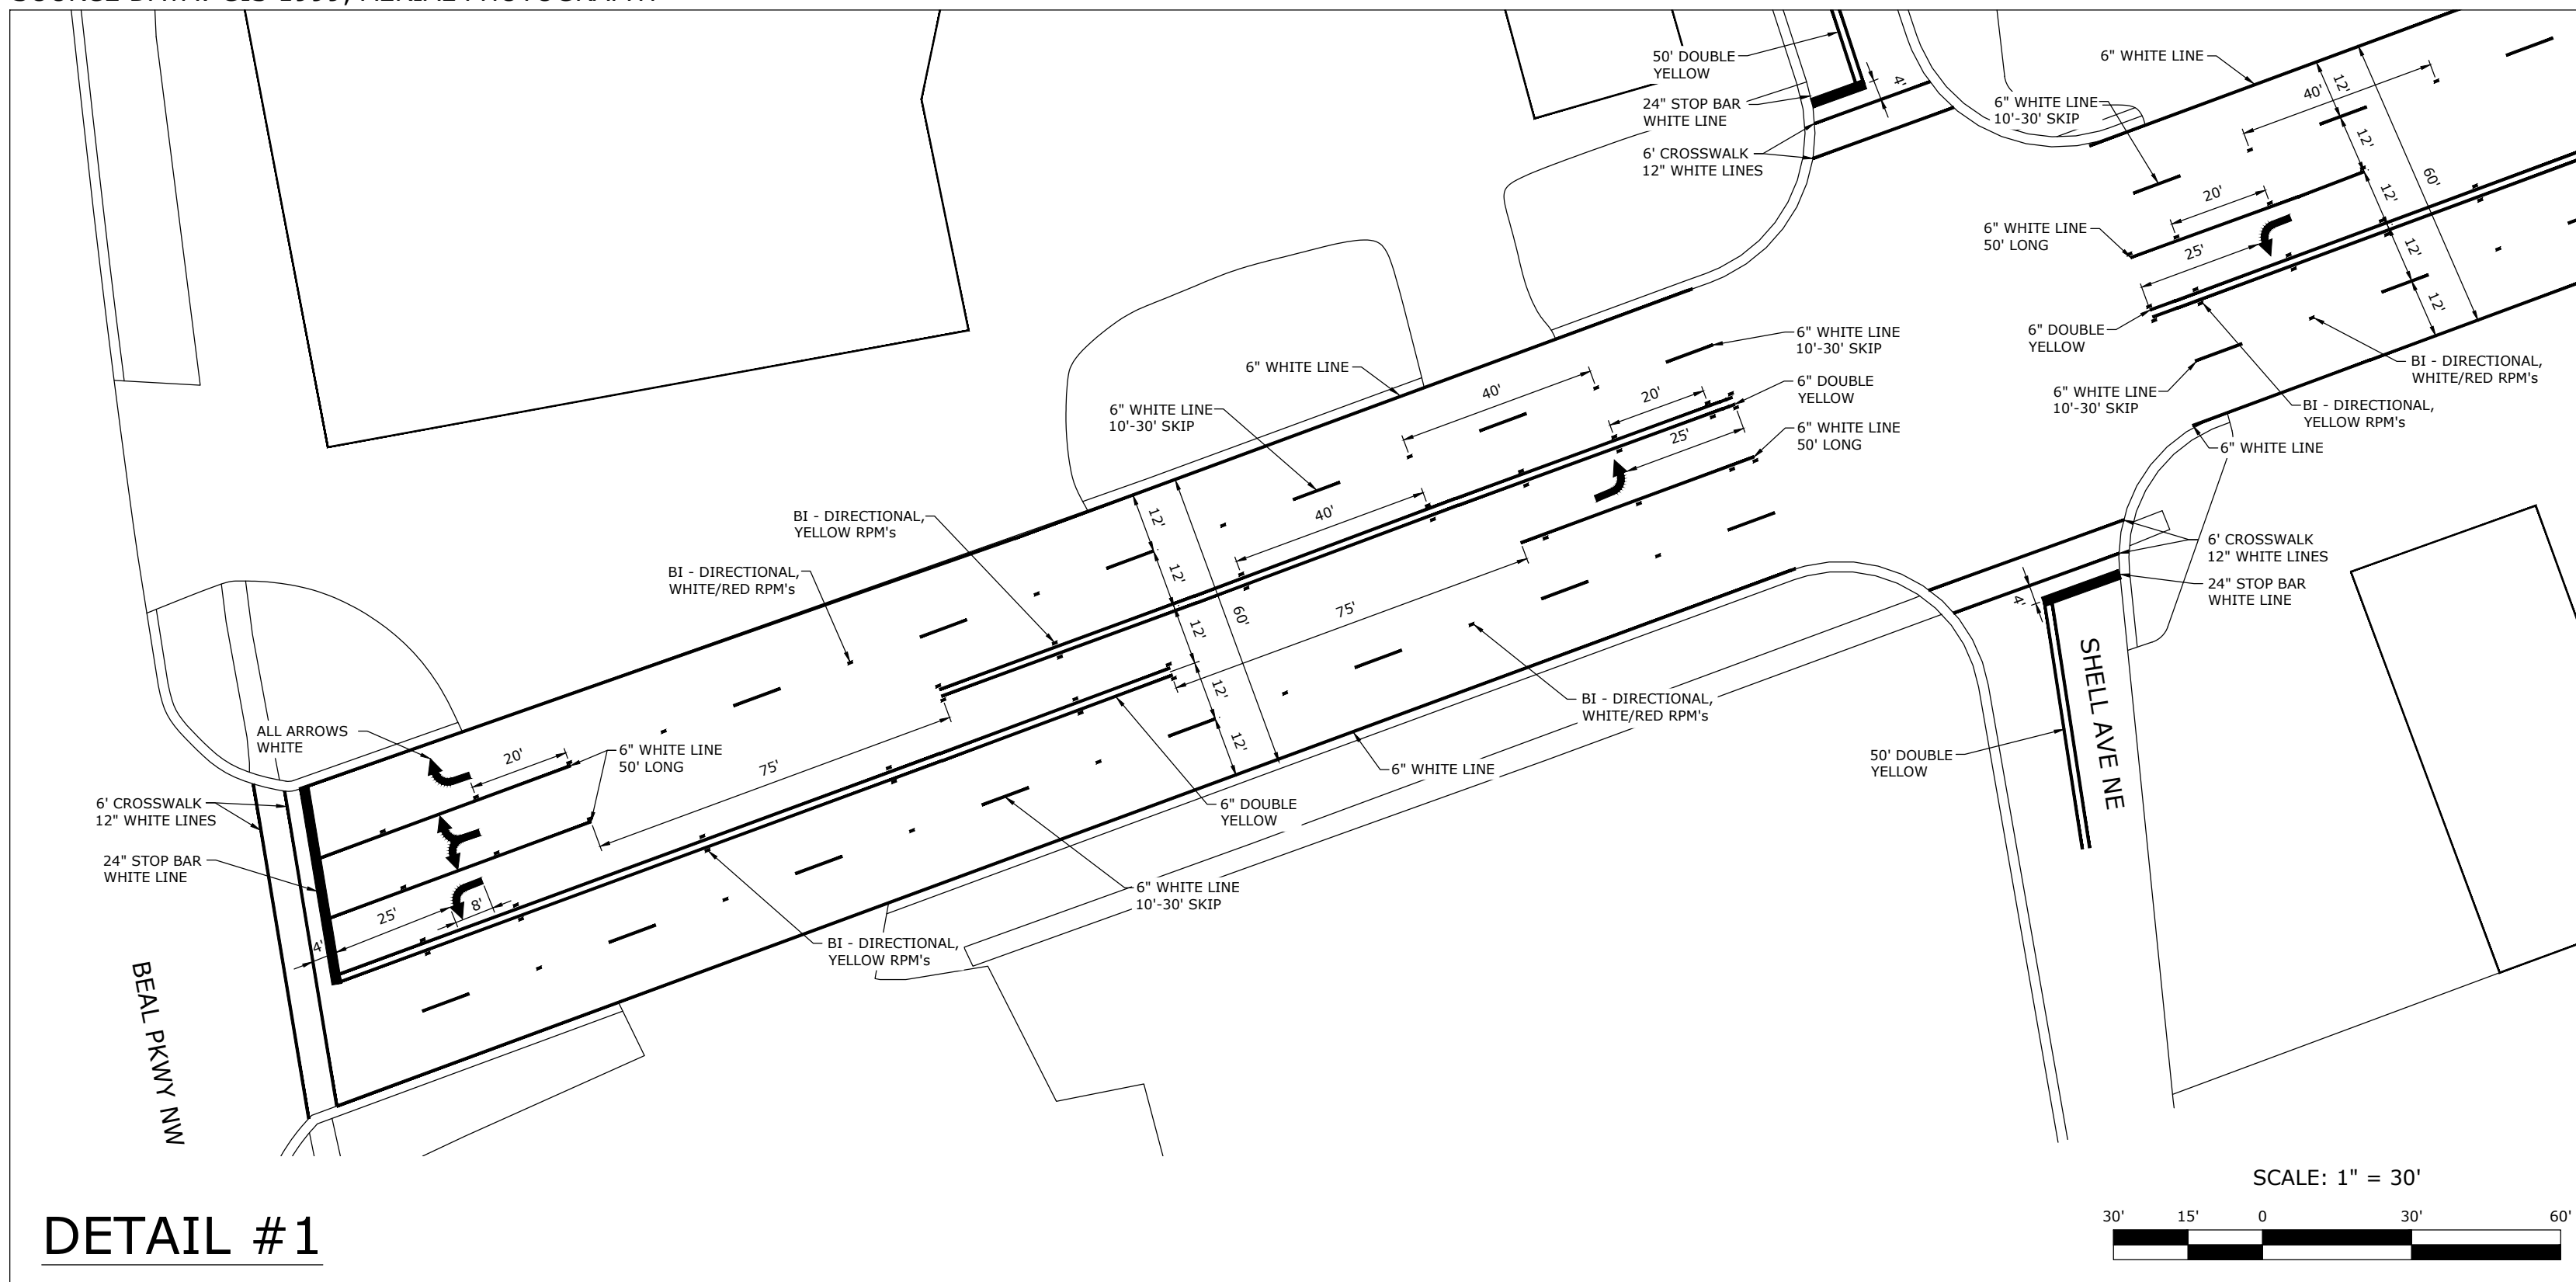 50' DOUBLE
YELLOW
24" STOP BAR
WHITE LINE
6' CROSSWALK
12" WHITE LINES
4'
6" WHITE LINE
6" WHITE LINE
10'-30' SKIP
12'
40'
12'
12'
12'
12'
60'
20'
25'
6" WHITE LINE
50' LONG
6" DOUBLE
YELLOW
6" WHITE LINE
10'-30' SKIP
BI - DIRECTIONAL,
WHITE/RED RPM's
BI - DIRECTIONAL,
YELLOW RPM's
6" WHITE LINE
6" WHITE LINE
10'-30' SKIP
6" DOUBLE
YELLOW
6" WHITE LINE
50' LONG
6" WHITE LINE
40'
20'
25'
6" WHITE LINE
10'-30' SKIP
40'
BI - DIRECTIONAL,
YELLOW RPM's
BI - DIRECTIONAL,
WHITE/RED RPM's
12'
12'
12'
12'
12'
60'
75'
6' CROSSWALK
12" WHITE LINES
24" STOP BAR
WHITE LINE
4'
SHELL AVE NE
50' DOUBLE
YELLOW
BI - DIRECTIONAL,
WHITE/RED RPM's
6" WHITE LINE
ALL ARROWS
WHITE
20'
6" WHITE LINE
50' LONG
75'
6' CROSSWALK
12" WHITE LINES
24" STOP BAR
WHITE LINE
6" DOUBLE
YELLOW
6" WHITE LINE
10'-30' SKIP
25'
8'
4'
BI - DIRECTIONAL,
YELLOW RPM's
BEAL PKWY NW
SCALE: 1" = 30'
30' 15' 0 30' 60'
DETAIL #1